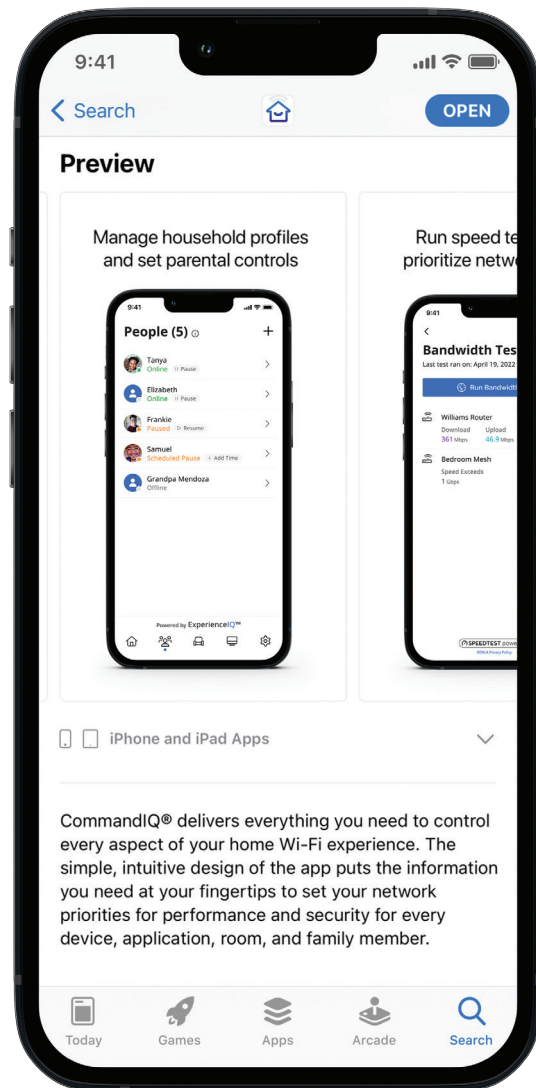 9:41
Search
OPEN
Preview
Manage household profiles
and set parental controls
9:41
People (5)
Tanya
Online Pause
Elizabeth
Online Pause
Frankie
Paused Resume
Samuel
Scheduled Pause + Add Time
Grandpa Mendoza
Offline
Powered by ExperienceIQ™
Run speed te
prioritize netw
9:41
Bandwidth Tes
Last test ran on: April 19, 2022
Run Bandwidt
Williams Router
Download Upload
361 Mbps 46.9 Mbps
Bedroom Mesh
Speed Exceeds
1 Gbps
SPEEDTEST powe
OOKLA Privacy Policy
iPhone and iPad Apps
CommandIQ® delivers everything you need to control
every aspect of your home Wi-Fi experience. The
simple, intuitive design of the app puts the information
you need at your fingertips to set your network
priorities for performance and security for every
device, application, room, and family member.
Today
Games
Apps
Arcade
Search